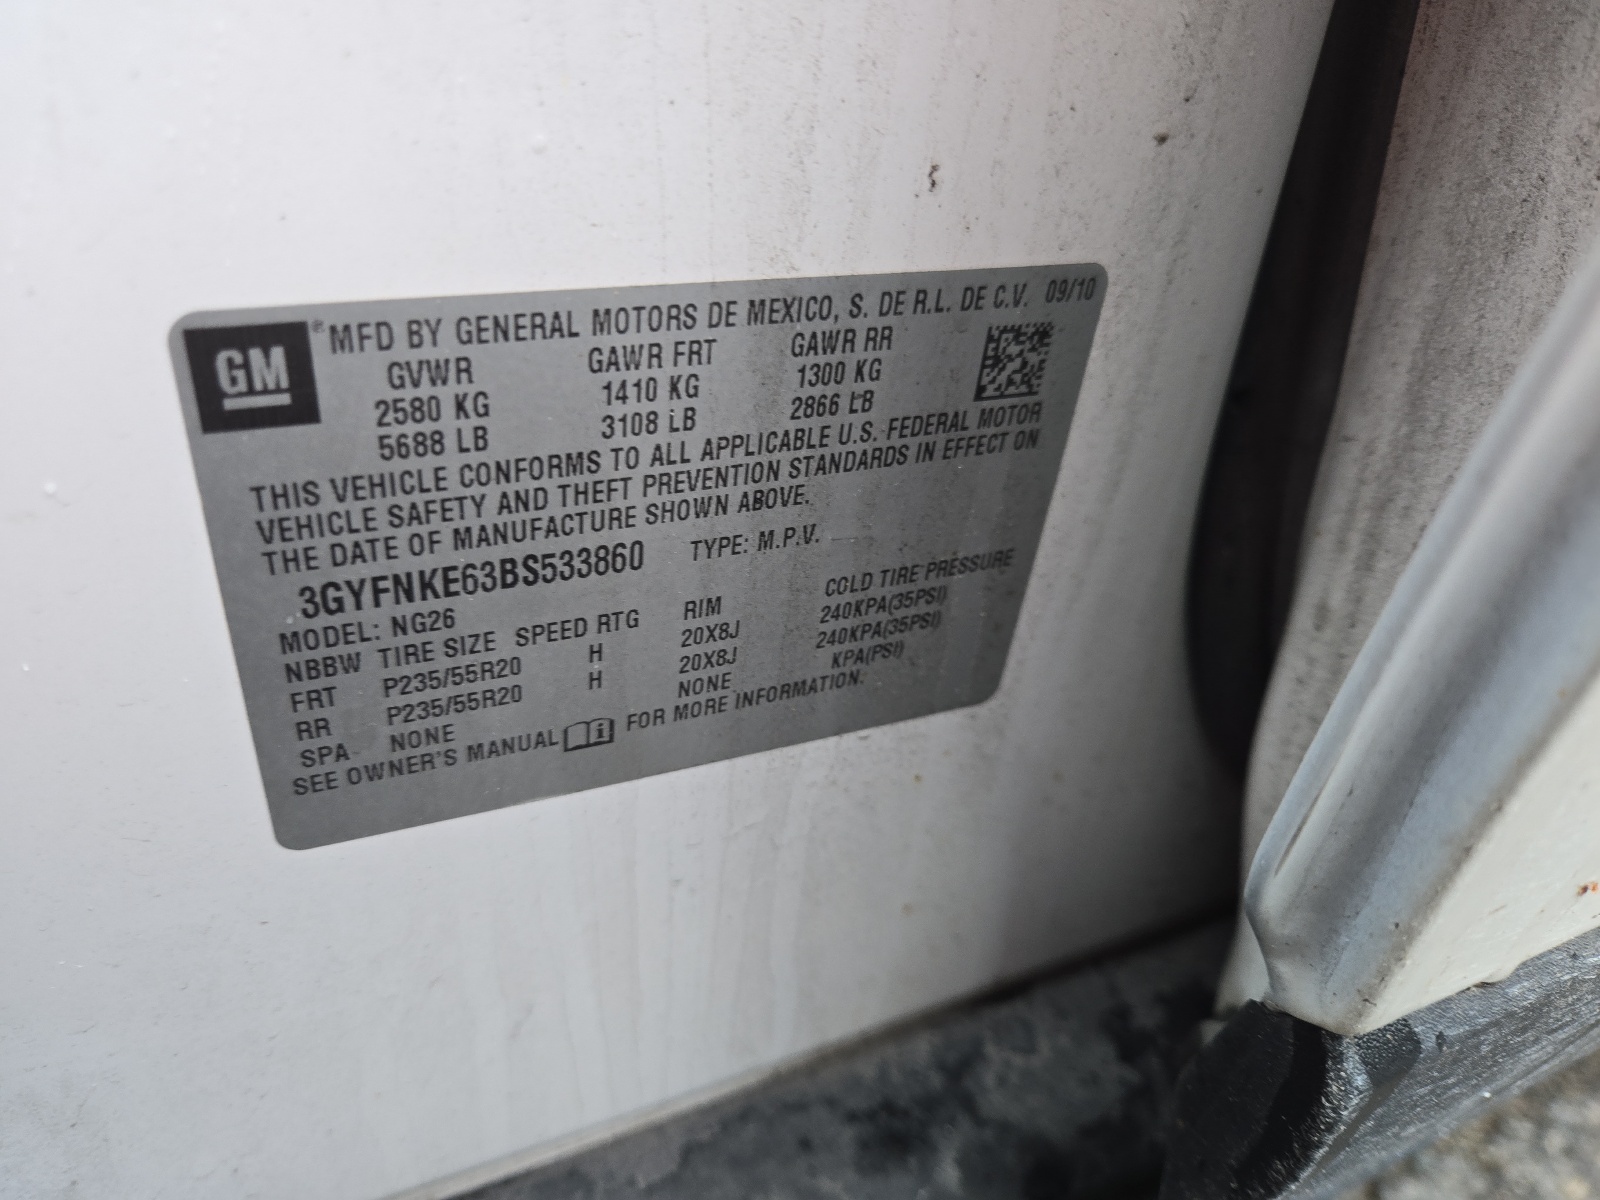 GM ® MFD BY GENERAL MOTORS DE MEXICO, S. DE R.L. DE C.V. 09/10
GVWR GAWR FRT GAWR RR
2580 KG 1410 KG 1300 KG
5688 LB 3108 LB 2866 LB
THIS VEHICLE CONFORMS TO ALL APPLICABLE U.S. FEDERAL MOTOR
VEHICLE SAFETY AND THEFT PREVENTION STANDARDS IN EFFECT ON
THE DATE OF MANUFACTURE SHOWN ABOVE.
3GYFNKE63BS533860 TYPE: M.P.V.
MODEL: NG26
NBBW TIRE SIZE SPEED RTG RIM COLD TIRE PRESSURE
FRT P235/55R20 H 20X8J 240KPA(35PSI)
RR P235/55R20 H 20X8J 240KPA(35PSI)
SPA NONE NONE KPA(PSI)
SEE OWNER'S MANUAL FOR MORE INFORMATION.